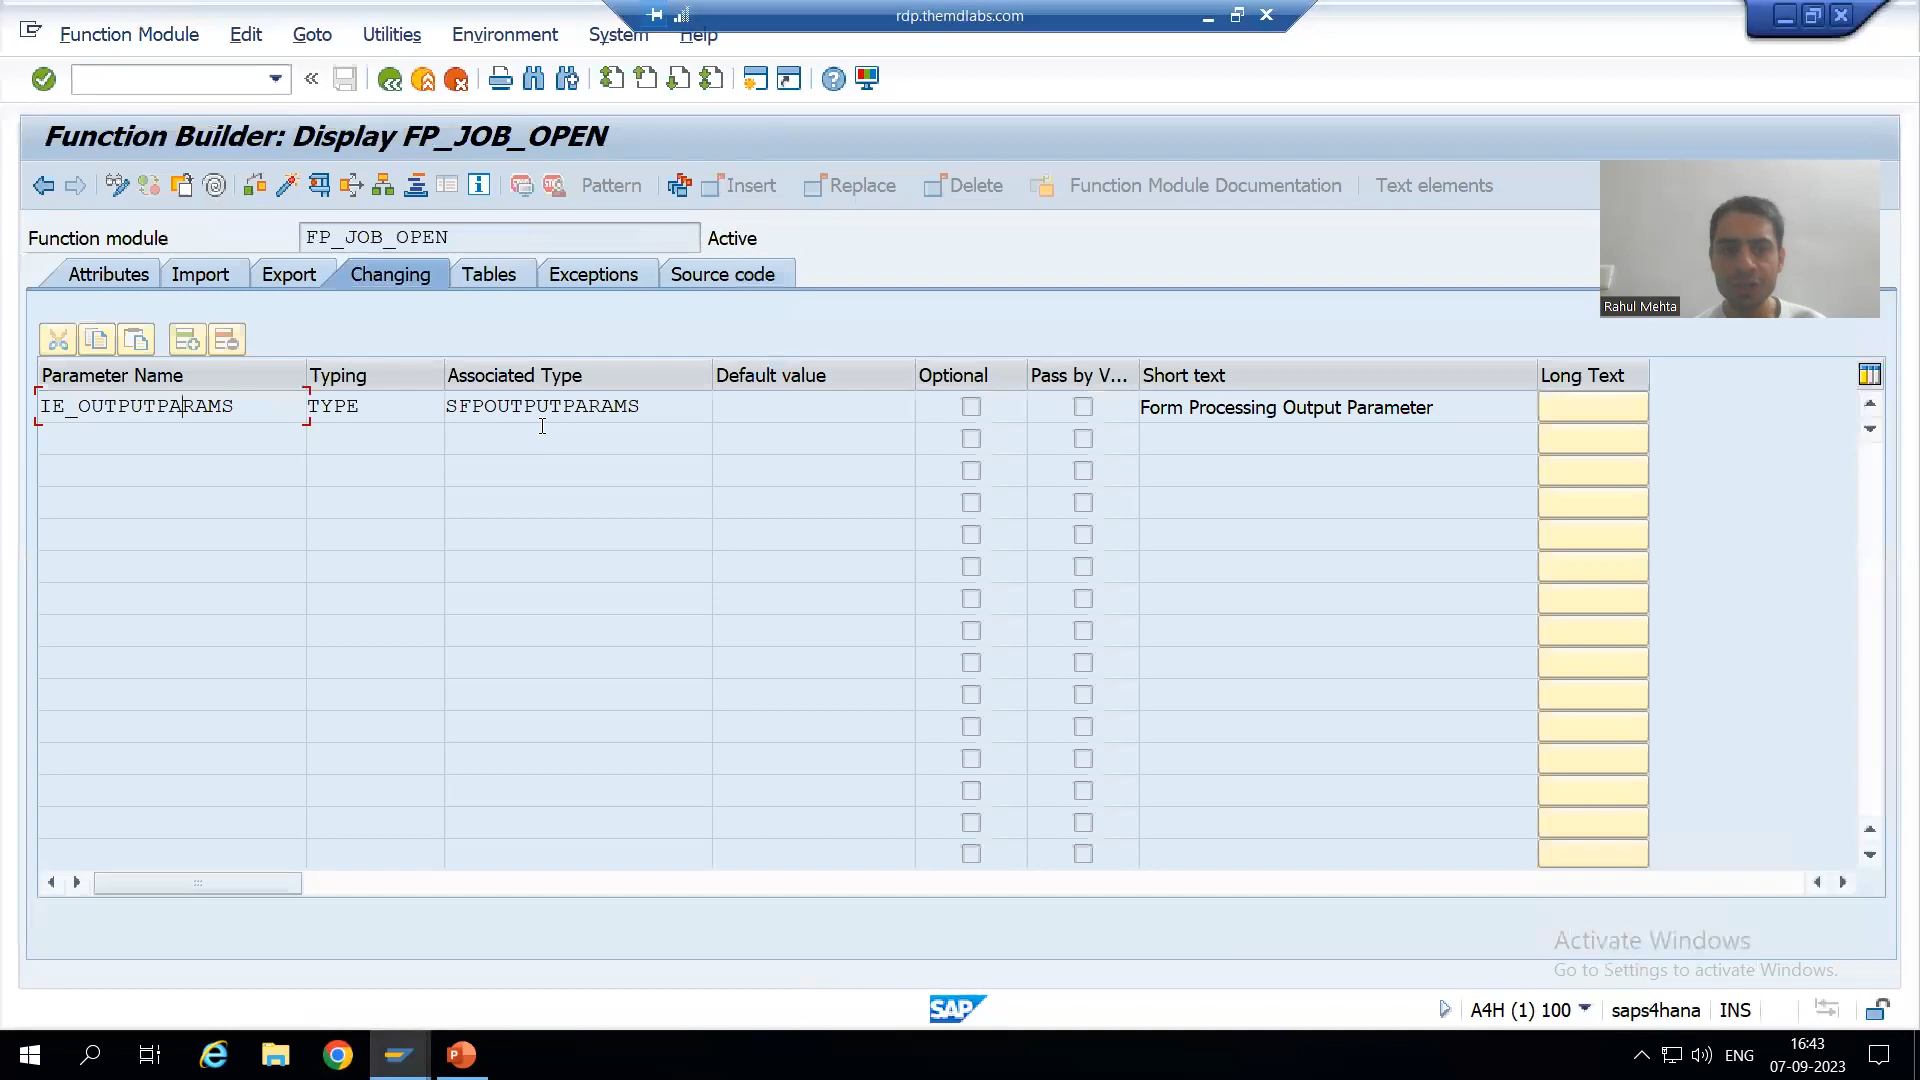 rdp.themdlabs.com
Function Module Edit Goto Utilities Environment System Help
Function Builder: Display FP_JOB_OPEN
Pattern Insert Replace Delete Function Module Documentation Text elements
Function module FP_JOB_OPEN Active
Attributes Import Export Changing Tables Exceptions Source code
Rahul Mehta
Parameter Name Typing Associated Type Default value Optional Pass by V... Short text Long Text
IE_OUTPUTPARAMS TYPE SFPOUTPUTPARAMS Form Processing Output Parameter
Activate Windows
Go to Settings to activate Windows.
SAP A4H (1) 100 saps4hana INS
ENG 16:43
07-09-2023